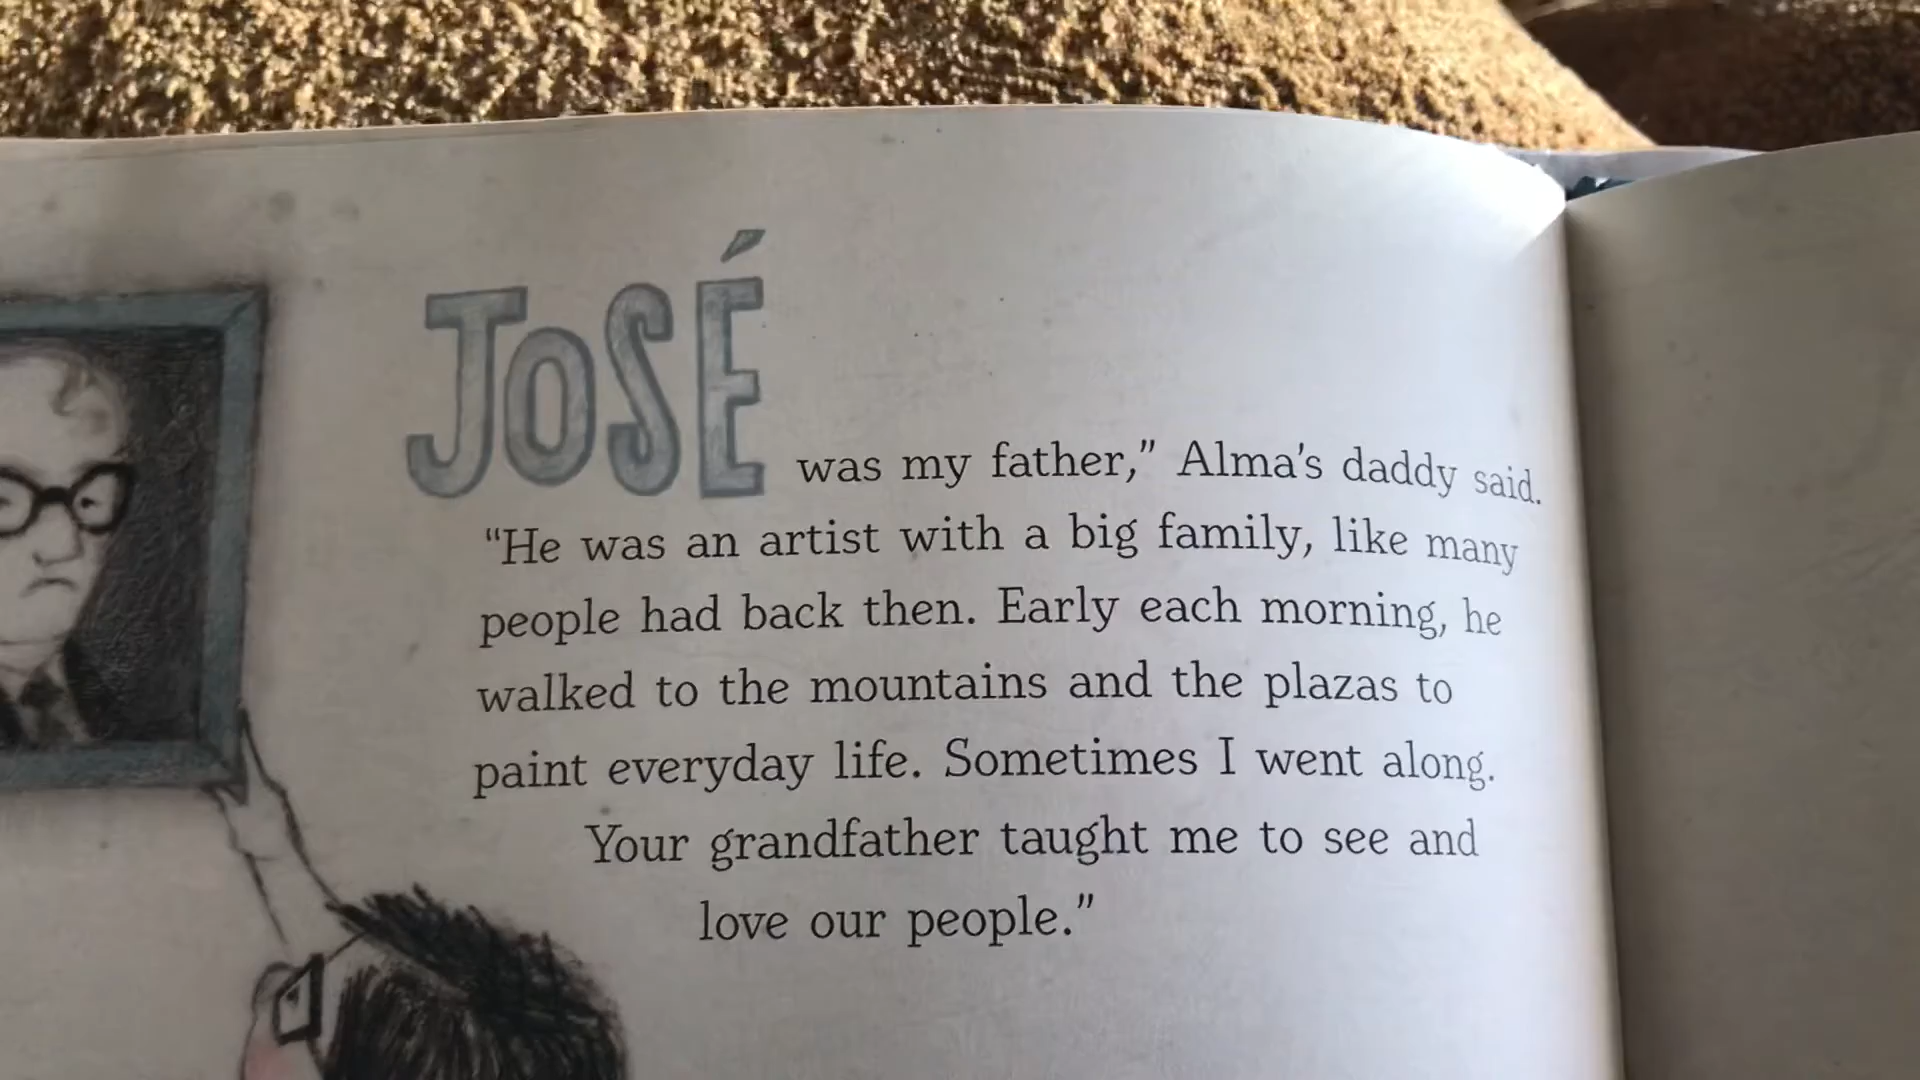 JOSÉ was my father,” Alma's daddy said.
“He was an artist with a big family, like many
people had back then. Early each morning, he
walked to the mountains and the plazas to
paint everyday life. Sometimes I went along.
Your grandfather taught me to see and
love our people.”